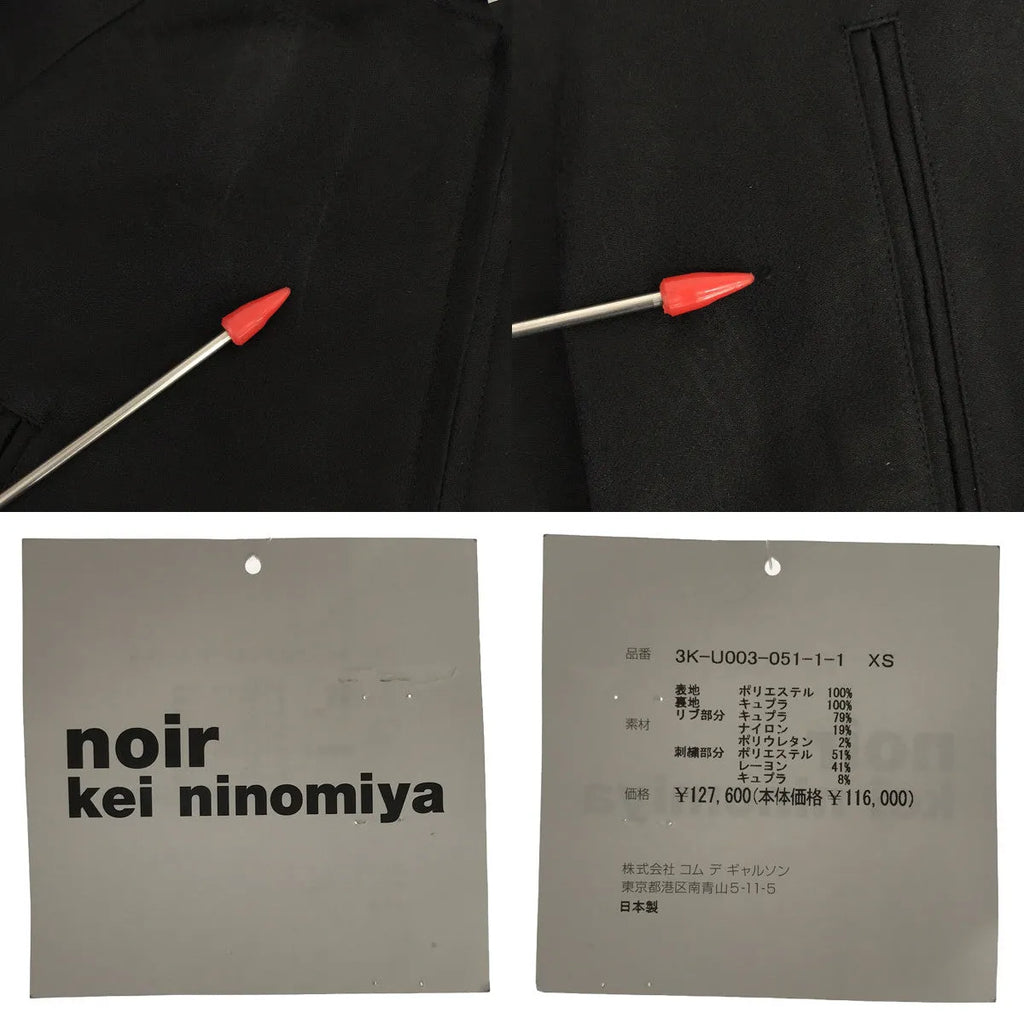 noir
kei ninomiya
品番 3K-U003-051-1-1 XS
表地 ポリエステル 100%
裏地 キュプラ 100%
リブ部分 キュプラ 79%
素材 ナイロン 19%
ポリウレタン 2%
刺繍部分 ポリエステル 51%
レーヨン 41%
キュプラ 8%
価格 ¥127,600(本体価格 ¥116,000)
株式会社 コム デ ギャルソン
東京都港区南青山5-11-5
日本製